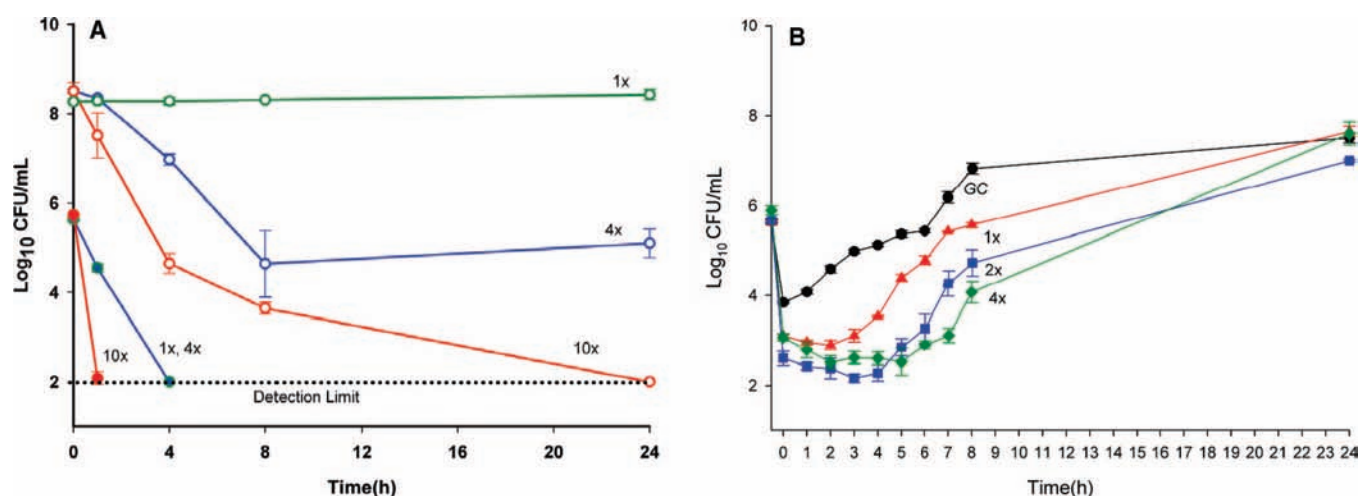 A
Log10 CFU/mL
10
8
6
4
2
1x
4x
10x
1x, 4x
10x
Detection Limit
0 4 8 12 16 20 24
Time(h)
B
Log10 CFU/mL
10
8
6
4
2
GC
1x
2x
4x
0 1 2 3 4 5 6 7 8 9 10 11 12 13 14 15 16 17 18 19 20 21 22 23 24
Time(h)